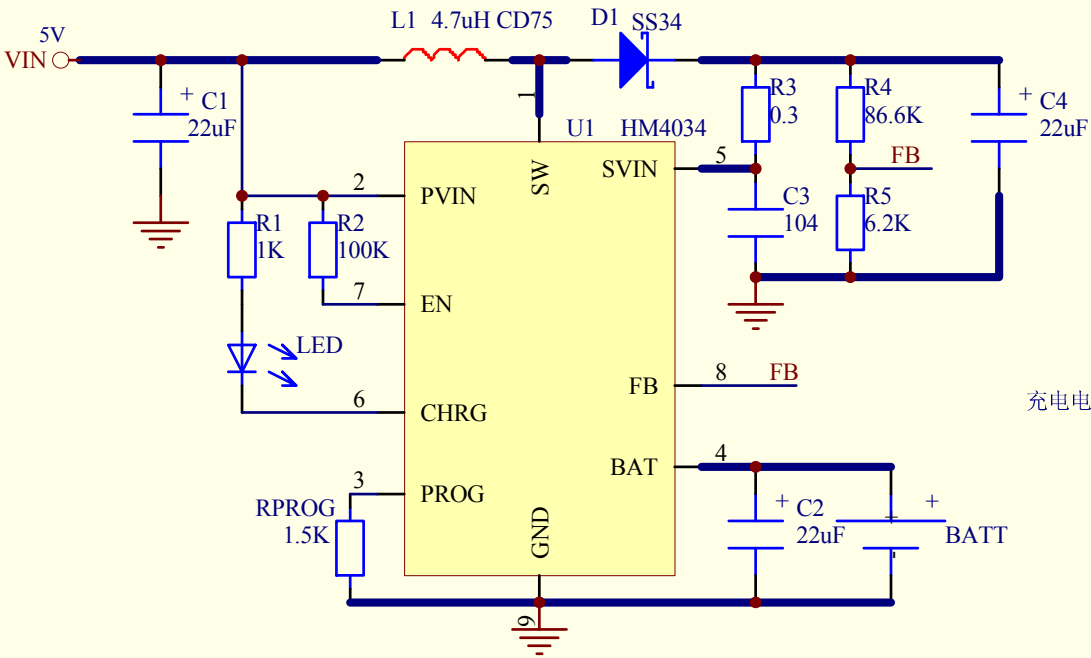 5V
VIN
L1 4.7uH CD75
D1 SS34
C1
22uF
1
U1 HM4034
R3
0.3
R4
86.6K
C4
22uF
FB
2
PVIN
SW
SVIN
5
R1
1K
R2
100K
C3
104
R5
6.2K
7
EN
LED
FB
8
FB
充电电
6
CHRG
BAT
4
3
PROG
RPROG
1.5K
GND
C2
22uF
BATT
9